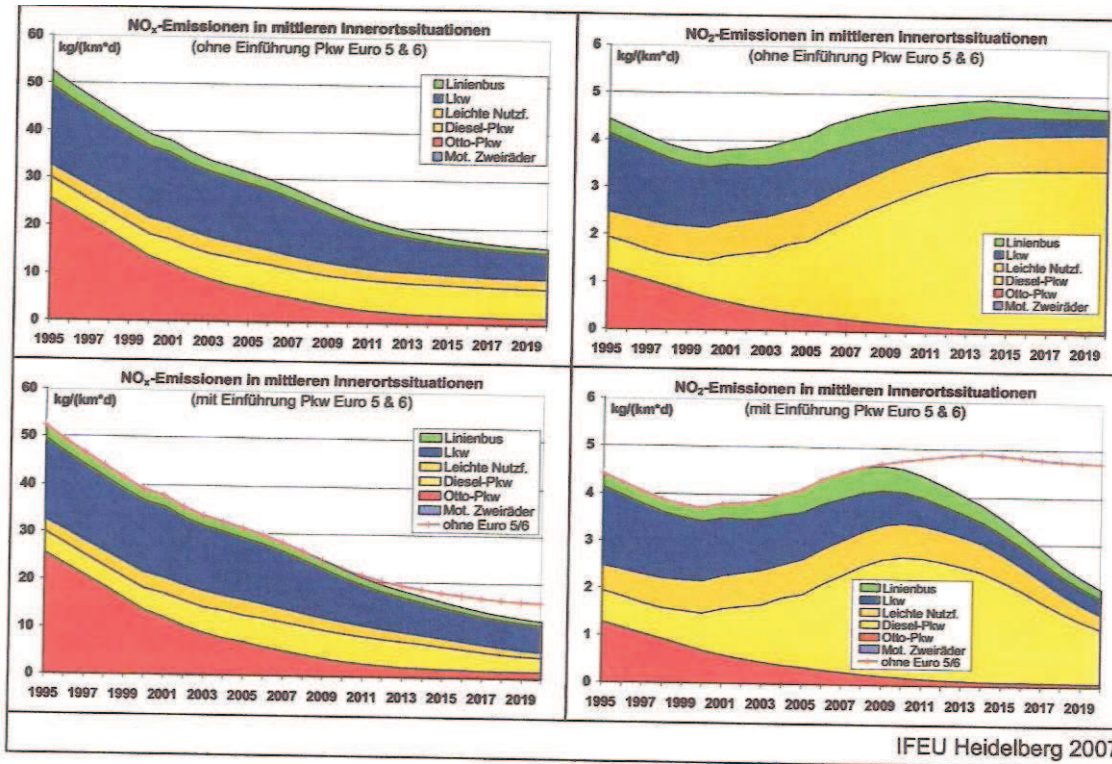 NOₓ-Emissionen in mittleren Innerortssituationen
(ohne Einführung Pkw Euro 5 & 6)
kg/(km*d)
60
50
40
30
20
10
0
Linienbus
Lkw
Leichte Nutzf.
Diesel-Pkw
Otto-Pkw
Mot. Zweiräder
1995 1997 1999 2001 2003 2005 2007 2009 2011 2013 2015 2017 2019
NO₂-Emissionen in mittleren Innerortssituationen
(ohne Einführung Pkw Euro 5 & 6)
kg/(km*d)
6
5
4
3
2
1
0
Linienbus
Lkw
Leichte Nutzf.
Diesel-Pkw
Otto-Pkw
Mot. Zweiräder
1995 1997 1999 2001 2003 2005 2007 2009 2011 2013 2015 2017 2019
NOₓ-Emissionen in mittleren Innerortssituationen
(mit Einführung Pkw Euro 5 & 6)
kg/(km*d)
60
50
40
30
20
10
0
Linienbus
Lkw
Leichte Nutzf.
Diesel-Pkw
Otto-Pkw
Mot. Zweiräder
ohne Euro 5/6
1995 1997 1999 2001 2003 2005 2007 2009 2011 2013 2015 2017 2019
NO₂-Emissionen in mittleren Innerortssituationen
(mit Einführung Pkw Euro 5 & 6)
kg/(km*d)
6
5
4
3
2
1
0
Linienbus
Lkw
Leichte Nutzf.
Diesel-Pkw
Otto-Pkw
Mot. Zweiräder
ohne Euro 5/6
1995 1997 1999 2001 2003 2005 2007 2009 2011 2013 2015 2017 2019
IFEU Heidelberg 2007